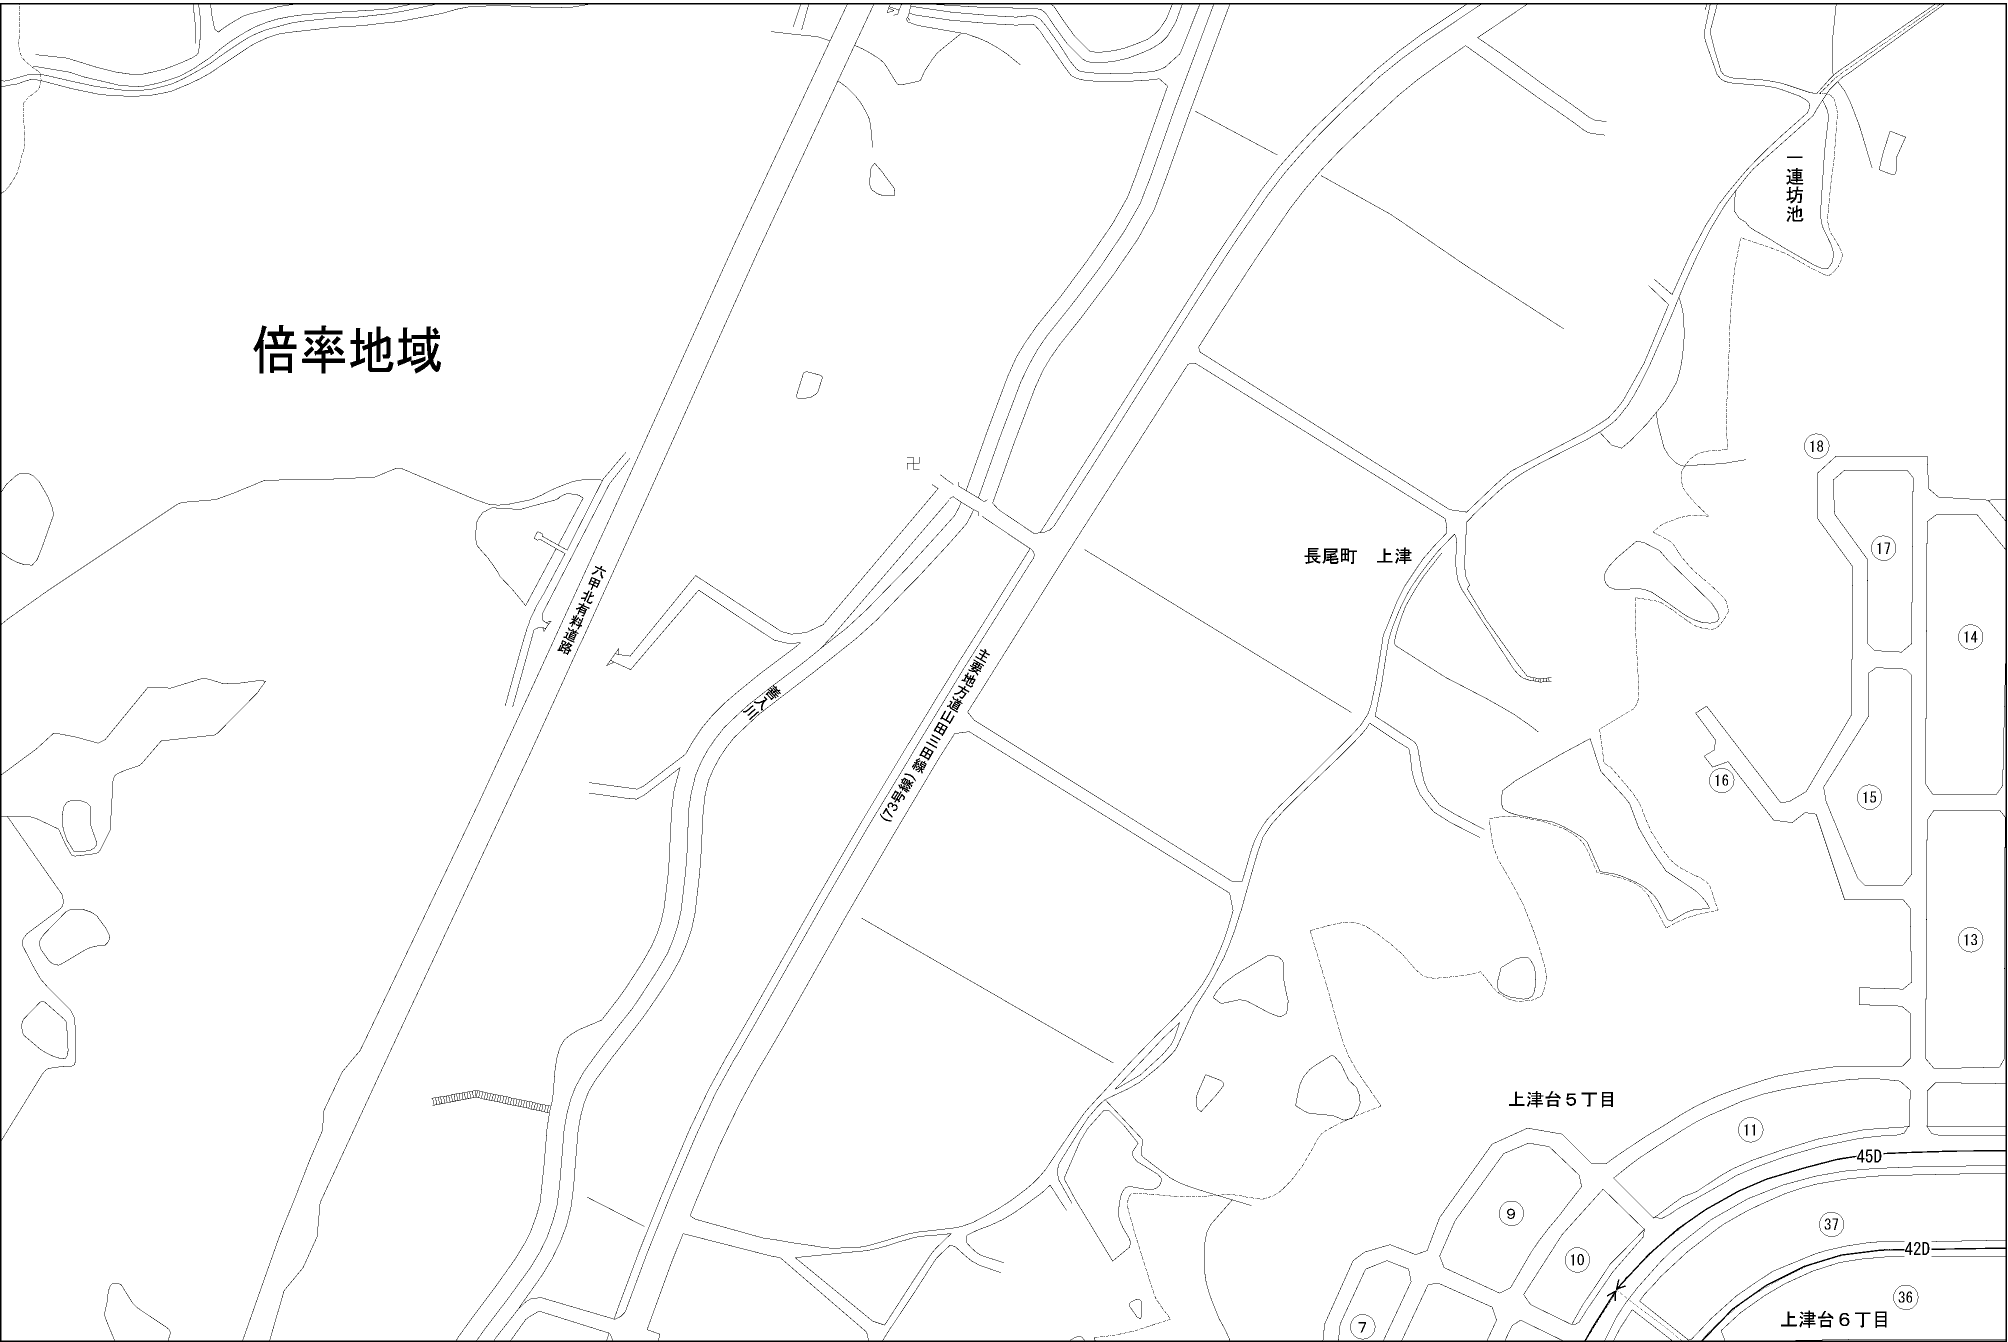 一連坊池
倍率地域
18
卍
17
長尾町　上津
六甲北有料道路
14
善入川
主要地方道山田三田線
(73号線)
16
15
13
上津台５丁目
11
45D
9
37
42D
10
36
上津台６丁目
7